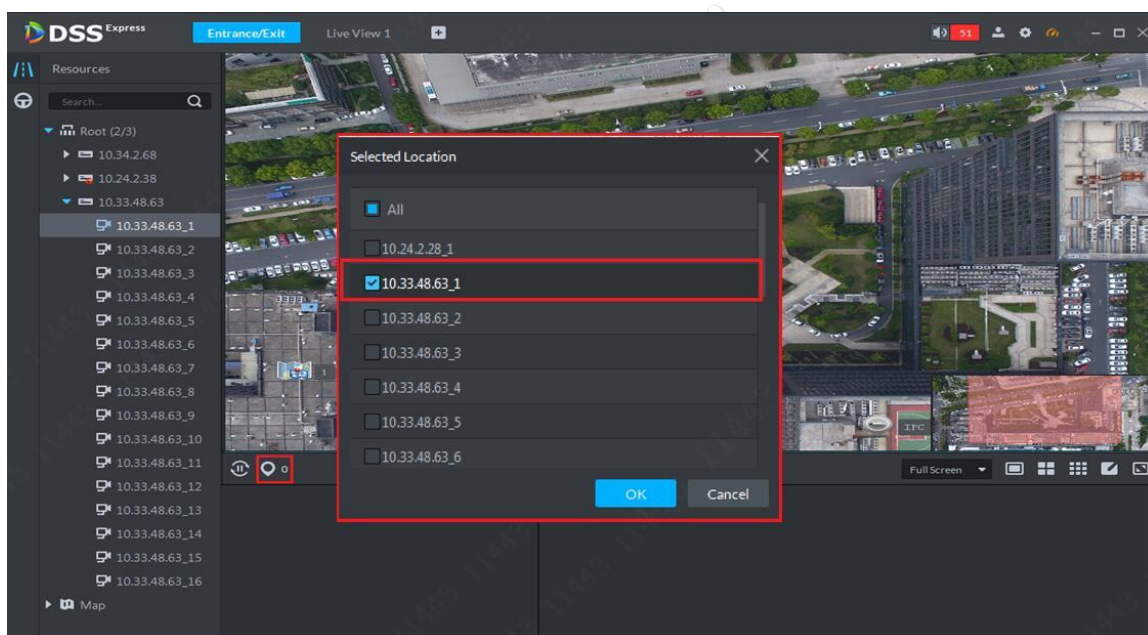 DSS Express
Entrance/Exit
Live View 1
51
Resources
Search...
Root (2/3)
10.34.2.68
10.24.2.38
10.33.48.63
10.33.48.63_1
10.33.48.63_2
10.33.48.63_3
10.33.48.63_4
10.33.48.63_5
10.33.48.63_6
10.33.48.63_7
10.33.48.63_8
10.33.48.63_9
10.33.48.63_10
10.33.48.63_11
10.33.48.63_12
10.33.48.63_13
10.33.48.63_14
10.33.48.63_15
10.33.48.63_16
Map
Selected Location
All
10.24.2.28_1
10.33.48.63_1
10.33.48.63_2
10.33.48.63_3
10.33.48.63_4
10.33.48.63_5
10.33.48.63_6
OK
Cancel
1
IPC
0
Full Screen